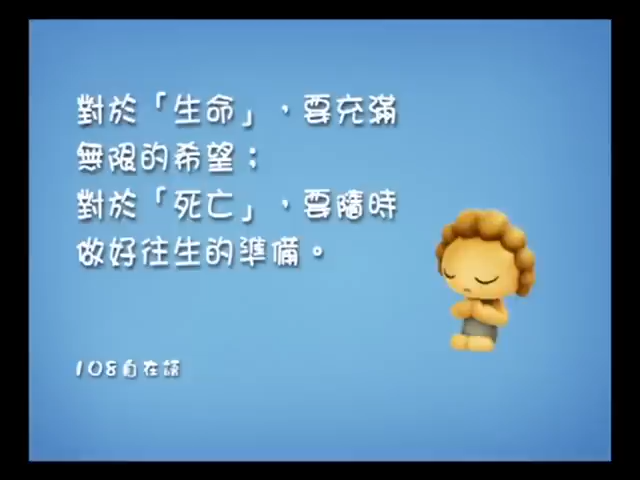 對於「生命」，要充滿
無限的希望；
對於「死亡」，要隨時
做好往生的準備。
108自在語